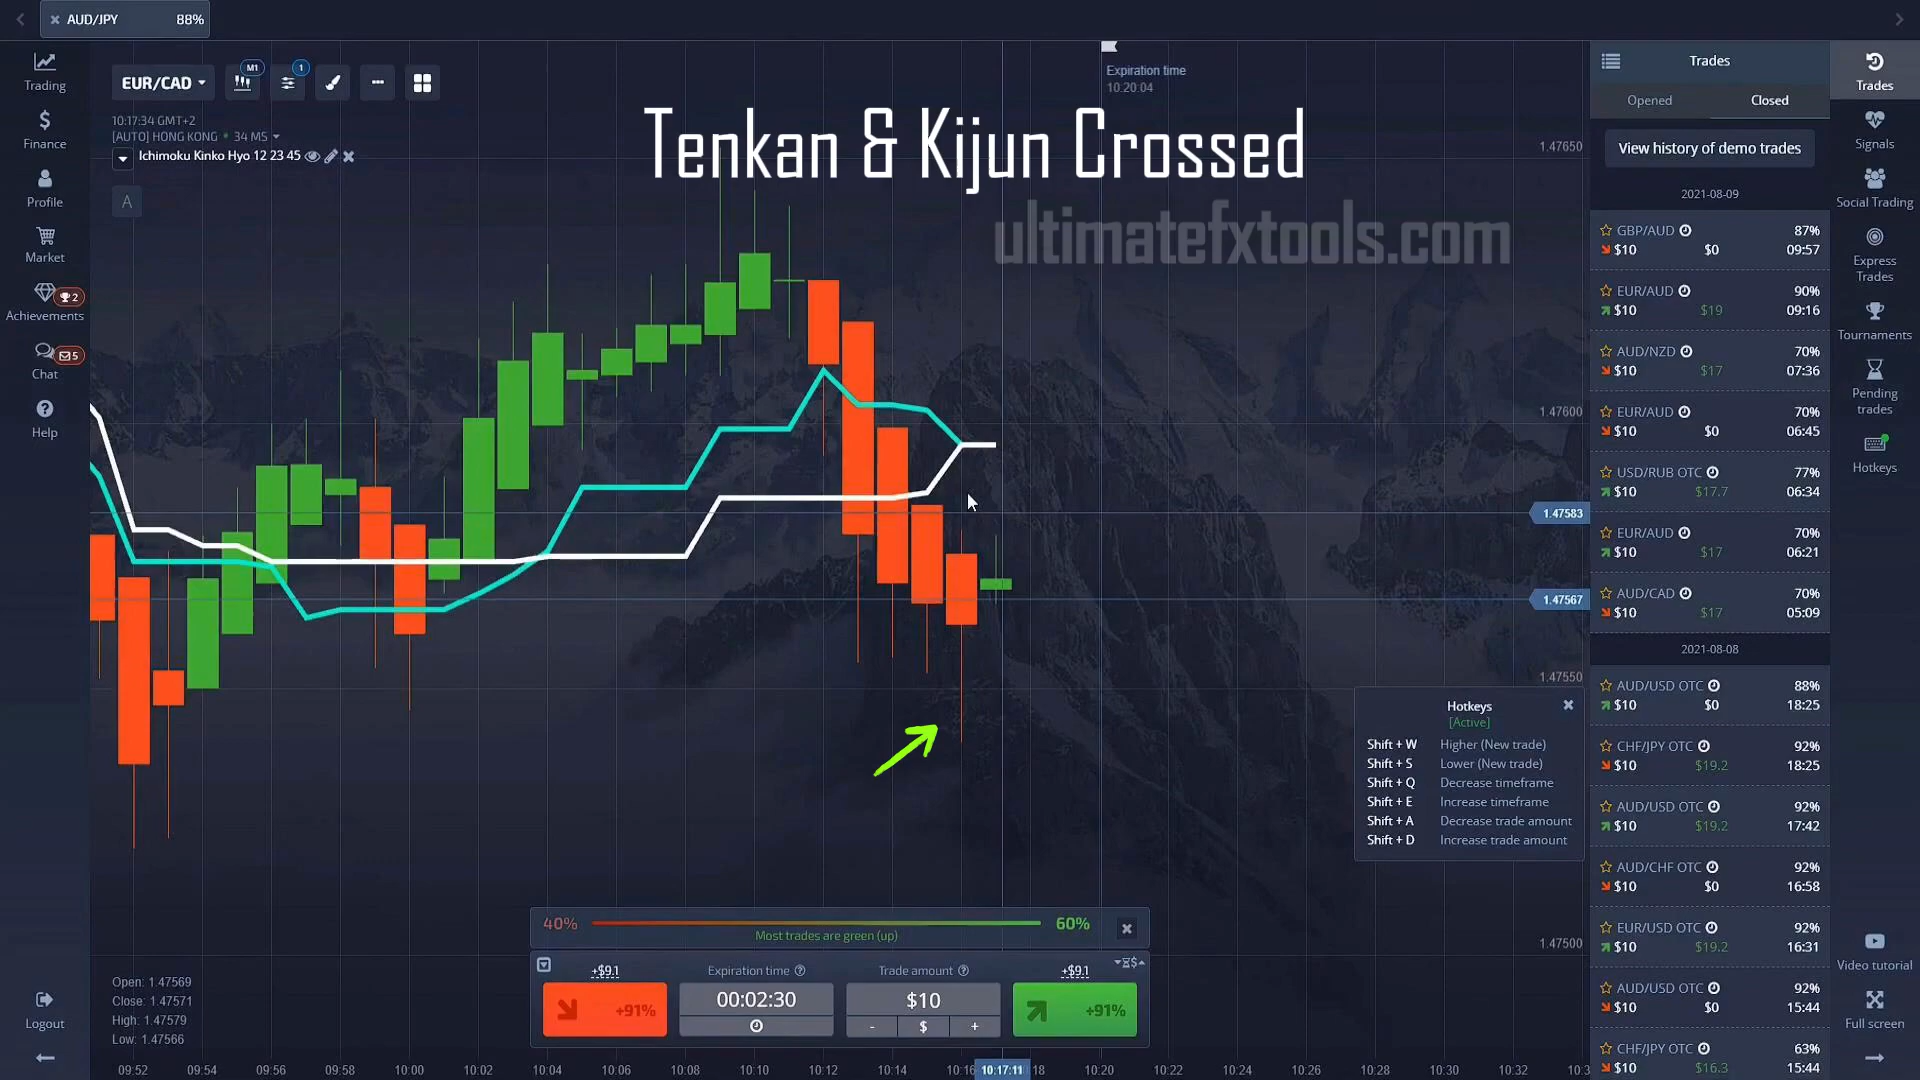 AUD/JPY 88%
Trading
Finance
Profile
Market
Achievements 2
Chat 5
Help
Logout
EUR/CAD M1 1
10:17:34 GMT+2
[AUTO] HONG KONG • 34 MS
Ichimoku Kinko Hyo 12 23 45
A
Tenkan & Kijun Crossed
ultimatefxtools.com
Expiration time
10:20:04
1.47650
1.47600
1.47583
1.47567
1.47550
1.47500
Hotkeys
[Active]
Shift + W Higher (New trade)
Shift + S Lower (New trade)
Shift + Q Decrease timeframe
Shift + E Increase timeframe
Shift + A Decrease trade amount
Shift + D Increase trade amount
40% 60%
Most trades are green (up)
+$9.1 Expiration time Trade amount +$9.1
+91% 00:02:30 $10 +91%
- $ +
Open: 1.47569
Close: 1.47571
High: 1.47579
Low: 1.47566
09:52 09:54 09:56 09:58 10:00 10:02 10:04 10:06 10:08 10:10 10:12 10:14 10:16 10:17:11 18 10:20 10:22 10:24 10:26 10:28 10:30 10:32 10:3
Trades
Opened Closed
View history of demo trades
2021-08-09
GBP/AUD 87%
$10 $0 09:57
EUR/AUD 90%
$10 $19 09:16
AUD/NZD 70%
$10 $17 07:36
EUR/AUD 70%
$10 $0 06:45
USD/RUB OTC 77%
$10 $17.7 06:34
EUR/AUD 70%
$10 $17 06:21
AUD/CAD 70%
$10 $17 05:09
2021-08-08
AUD/USD OTC 88%
$10 $0 18:25
CHF/JPY OTC 92%
$10 $19.2 18:25
AUD/USD OTC 92%
$10 $19.2 17:42
AUD/CHF OTC 92%
$10 $0 16:58
EUR/USD OTC 92%
$10 $19.2 16:31
AUD/USD OTC 92%
$10 $0 15:44
CHF/JPY OTC 63%
$10 $16.3 15:44
Trades
Signals
Social Trading
Express
Trades
Tournaments
Pending
trades
Hotkeys
Video tutorial
Full screen